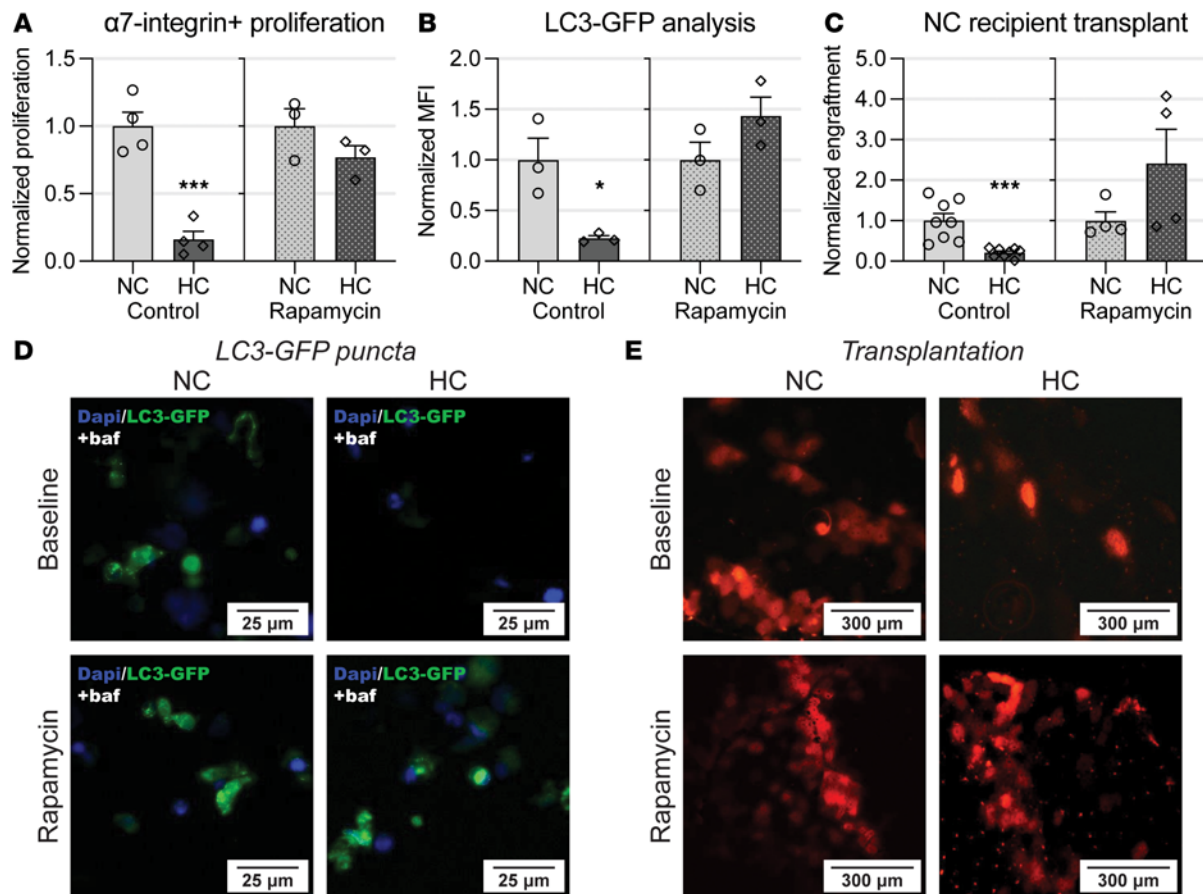 A α7-integrin+ proliferation
Normalized proliferation
1.5
1.0
0.5
0.0
***
NC HC NC HC
Control Rapamycin
B LC3-GFP analysis
Normalized MFI
2.0
1.5
1.0
0.5
0.0
*
NC HC NC HC
Control Rapamycin
C NC recipient transplant
Normalized engraftment
5.0
4.0
3.0
2.0
1.0
0.0
***
NC HC NC HC
Control Rapamycin
D LC3-GFP puncta
NC HC
Baseline
Dapi/LC3-GFP
+baf
25 µm
Dapi/LC3-GFP
+baf
25 µm
Rapamycin
Dapi/LC3-GFP
+baf
25 µm
Dapi/LC3-GFP
+baf
25 µm
E Transplantation
NC HC
Baseline
300 µm
300 µm
Rapamycin
300 µm
300 µm